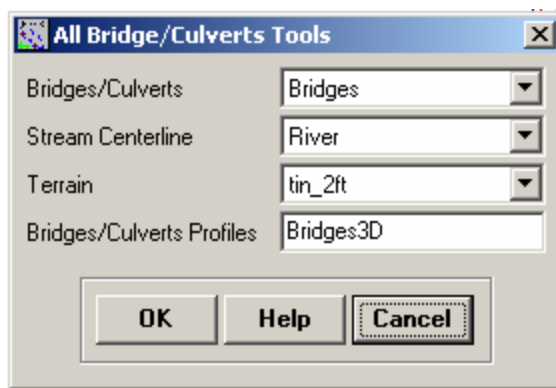 All Bridge/Culverts Tools
Bridges/Culverts Bridges
Stream Centerline River
Terrain tin_2ft
Bridges/Culverts Profiles Bridges3D
OK Help Cancel